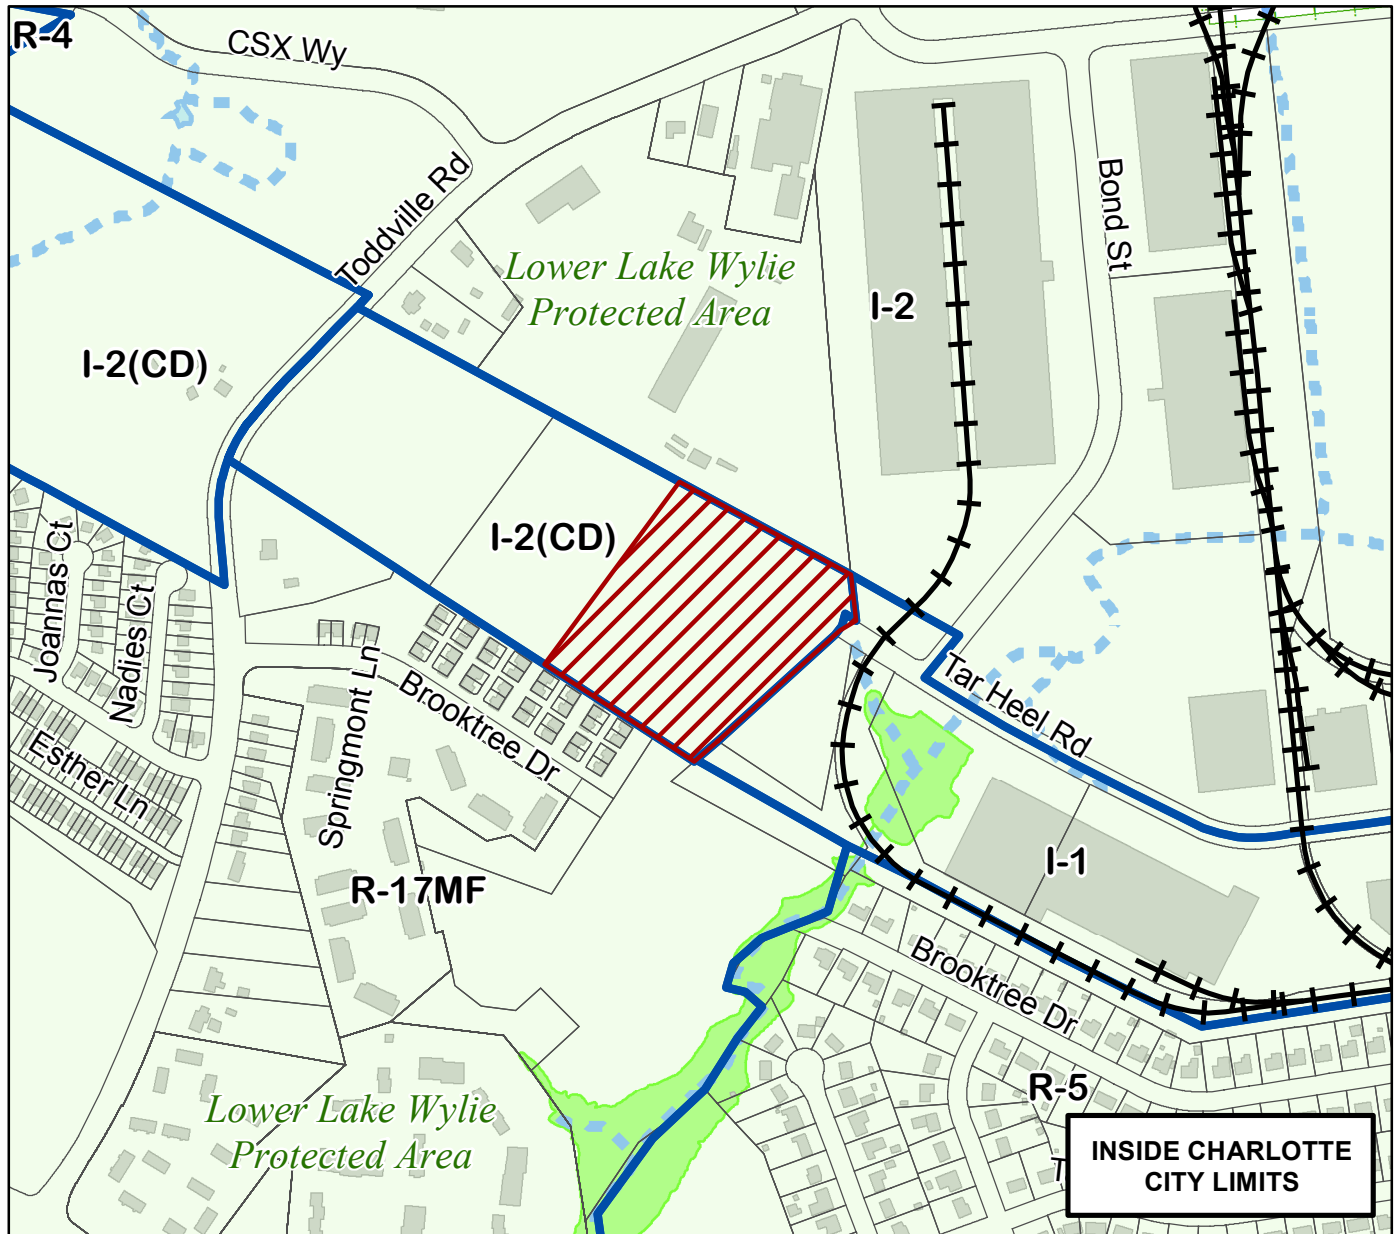 R-4
CSX Wy
Toddville Rd
Bond St
Lower Lake Wylie
Protected Area
I-2
I-2(CD)
I-2(CD)
Joannas Ct
Nadies Ct
Esther Ln
Springmont Ln
Brooktree Dr
Tar Heel Rd
I-1
R-17MF
Brooktree Dr
R-5
Lower Lake Wylie
Protected Area
INSIDE CHARLOTTE
CITY LIMITS